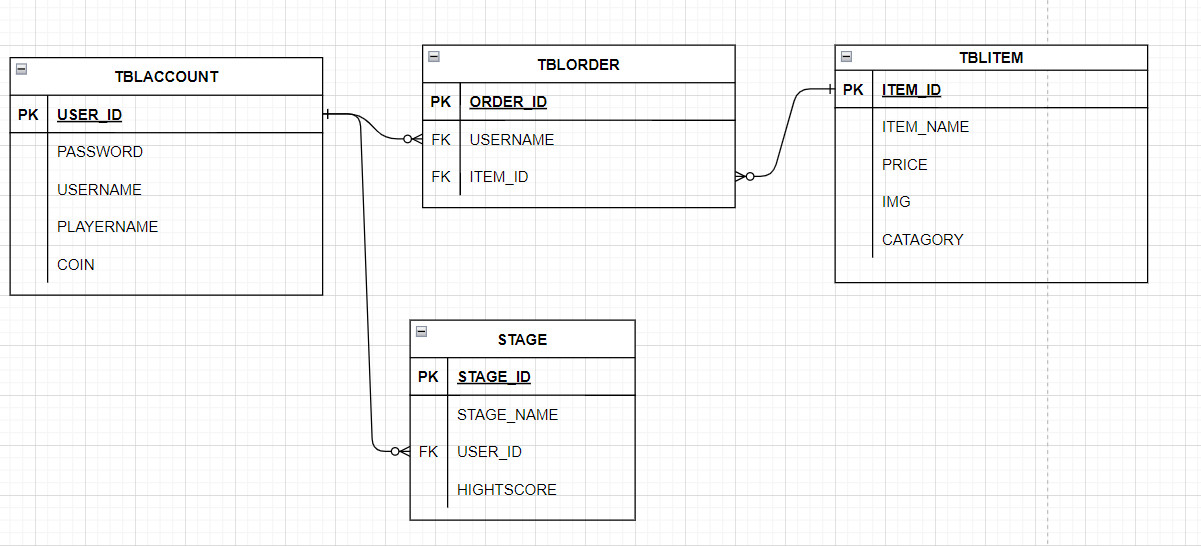 TBLACCOUNT
PK USER_ID
PASSWORD
USERNAME
PLAYERNAME
COIN
TBLORDER
PK ORDER_ID
FK USERNAME
FK ITEM_ID
TBLITEM
PK ITEM_ID
ITEM_NAME
PRICE
IMG
CATAGORY
STAGE
PK STAGE_ID
STAGE_NAME
FK USER_ID
HIGHTSCORE